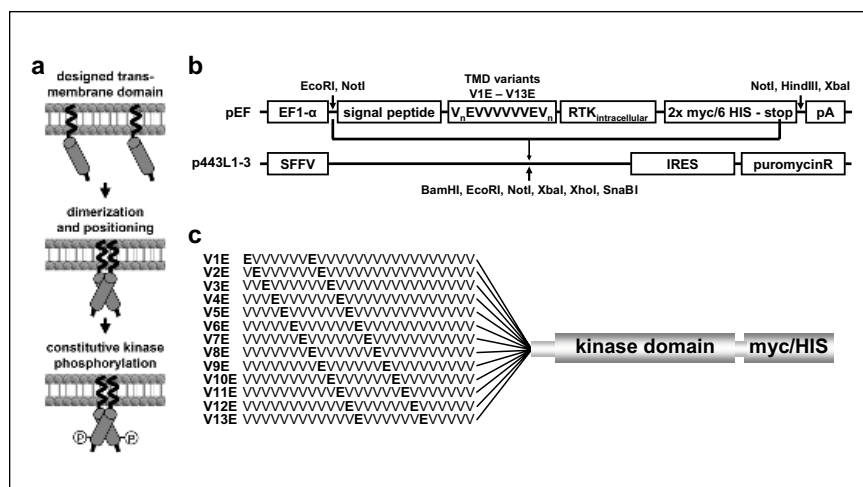 a
designed trans-
membrane domain
dimerization
and positioning
constitutive kinase
phosphorylation
P
P
b
TMD variants
V1E – V13E
EcoRI, NotI
NotI, HindIII, XbaI
pEF EF1-α signal peptide VnEVVVVVVEVn RTKintracellular 2x myc/6 HIS - stop pA
p443L1-3 SFFV IRES puromycinR
BamHI, EcoRI, NotI, XbaI, XhoI, SnaBI
c
V1E EVVVVVVEVVVVVVVVVVVVVVVVV
V2E VEVVVVVVEVVVVVVVVVVVVVVVV
V3E VVEVVVVVVEVVVVVVVVVVVVVVV
V4E VVVEVVVVVVEVVVVVVVVVVVVVV
V5E VVVVEVVVVVVEVVVVVVVVVVVVV
V6E VVVVVEVVVVVVEVVVVVVVVVVVV
V7E VVVVVVEVVVVVVEVVVVVVVVVVV
V8E VVVVVVVEVVVVVVEVVVVVVVVVV
V9E VVVVVVVVEVVVVVVEVVVVVVVVV
V10E VVVVVVVVVEVVVVVVEVVVVVVVV
V11E VVVVVVVVVVEVVVVVVEVVVVVVV
V12E VVVVVVVVVVVEVVVVVVEVVVVVV
V13E VVVVVVVVVVVVEVVVVVVEVVVVV
kinase domain
myc/HIS